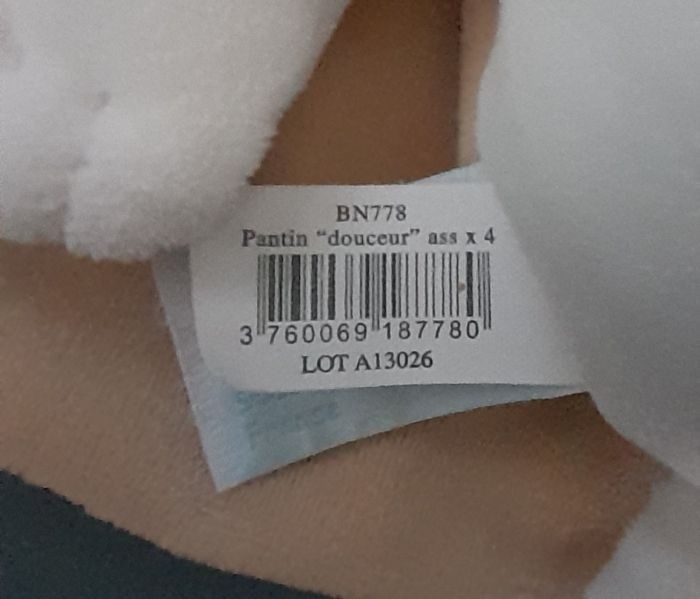 BN778
Pantin “douceur” ass x 4
3 760069 187780
LOT A13026